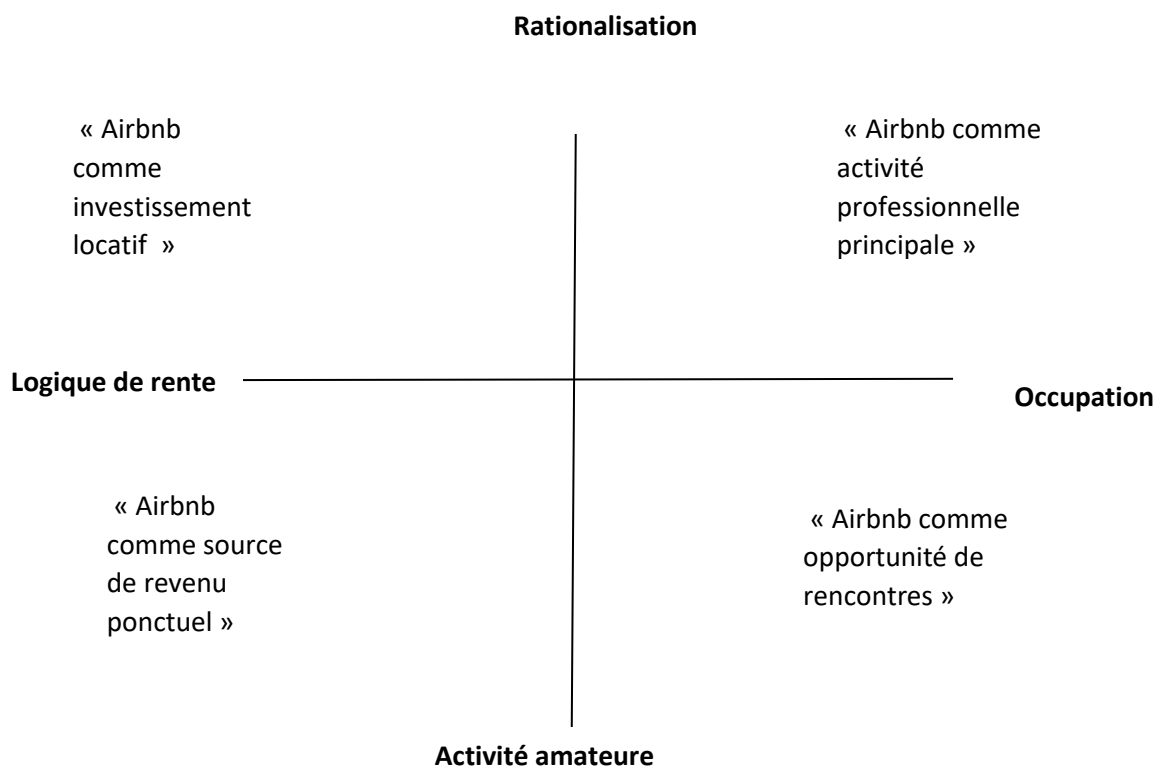 Rationalisation
« Airbnb
comme
investissement
locatif »
« Airbnb comme
activité
professionnelle
principale »
Logique de rente
Occupation
« Airbnb
comme source
de revenu
ponctuel »
« Airbnb comme
opportunité de
rencontres »
Activité amateure